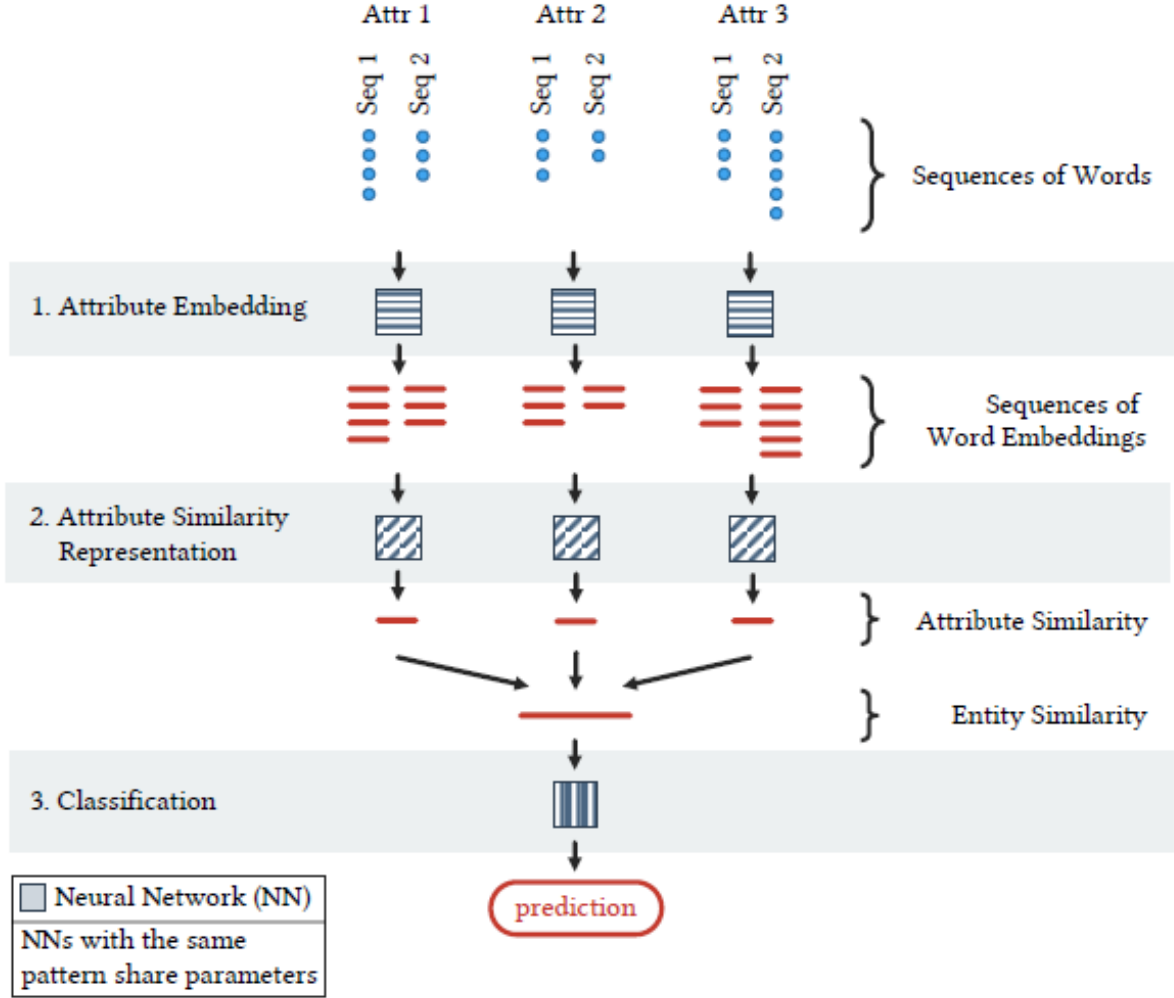 Attr 1 Attr 2 Attr 3
Seq 1 Seq 2 Seq 1 Seq 2 Seq 1 Seq 2
Sequences of Words
1. Attribute Embedding
Sequences of
Word Embeddings
2. Attribute Similarity
Representation
Attribute Similarity
Entity Similarity
3. Classification
prediction
Neural Network (NN)
NNs with the same
pattern share parameters